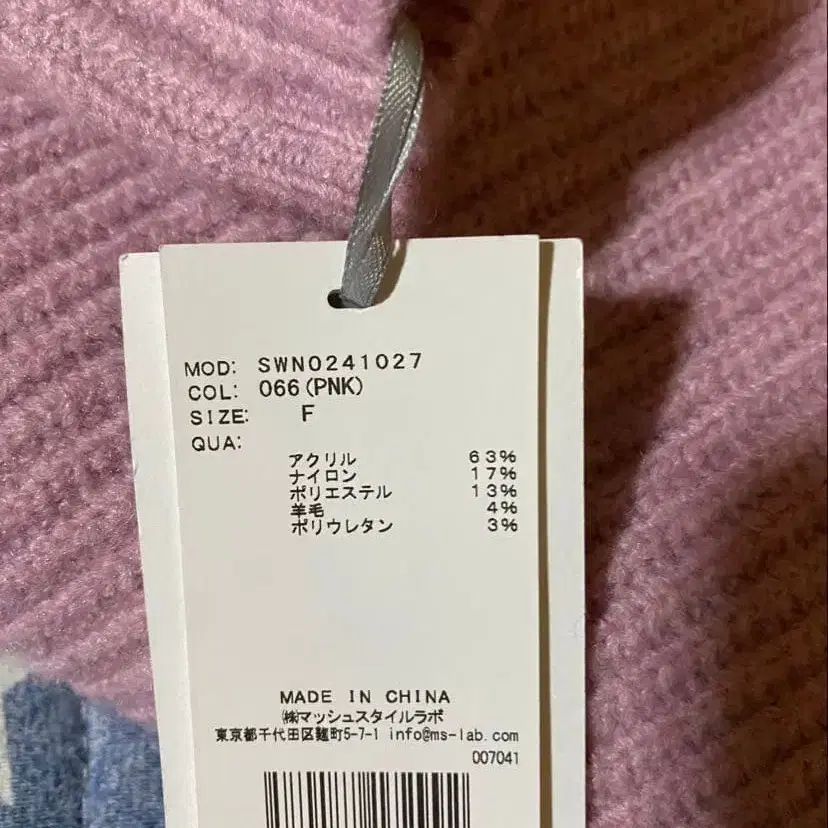 MOD: SWN0241027
COL: 066(PNK)
SIZE: F
QUA:
アクリル 63%
ナイロン 17%
ポリエステル 13%
羊毛 4%
ポリウレタン 3%
MADE IN CHINA
㈱マッシュスタイルラボ
東京都千代田区麹町5-7-1 info@ms-lab.com
007041